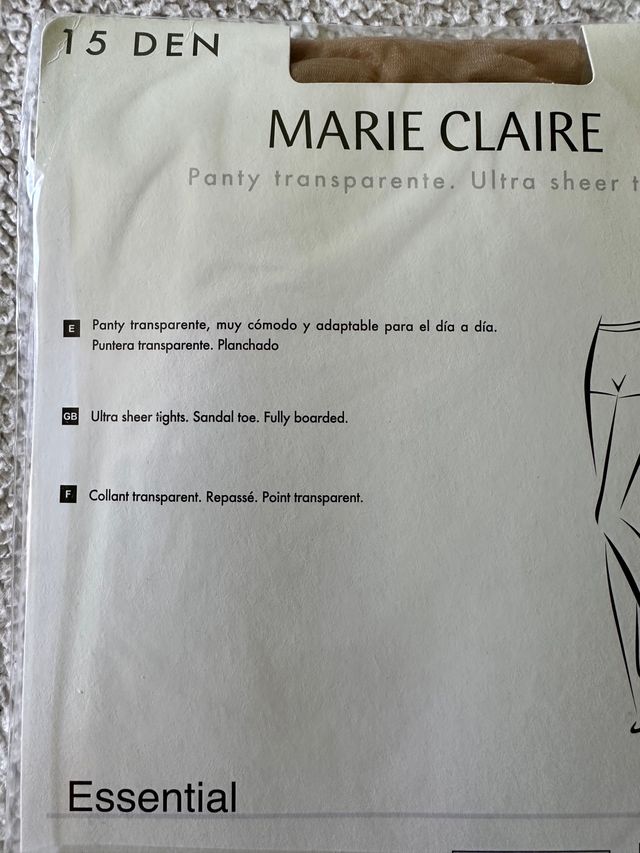 15 DEN
MARIE CLAIRE
Panty transparente. Ultra sheer t
E
Panty transparente, muy cómodo y adaptable para el día a día.
Puntera transparente. Planchado
GB
Ultra sheer tights. Sandal toe. Fully boarded.
F
Collant transparent. Repassé. Point transparent.
Essential